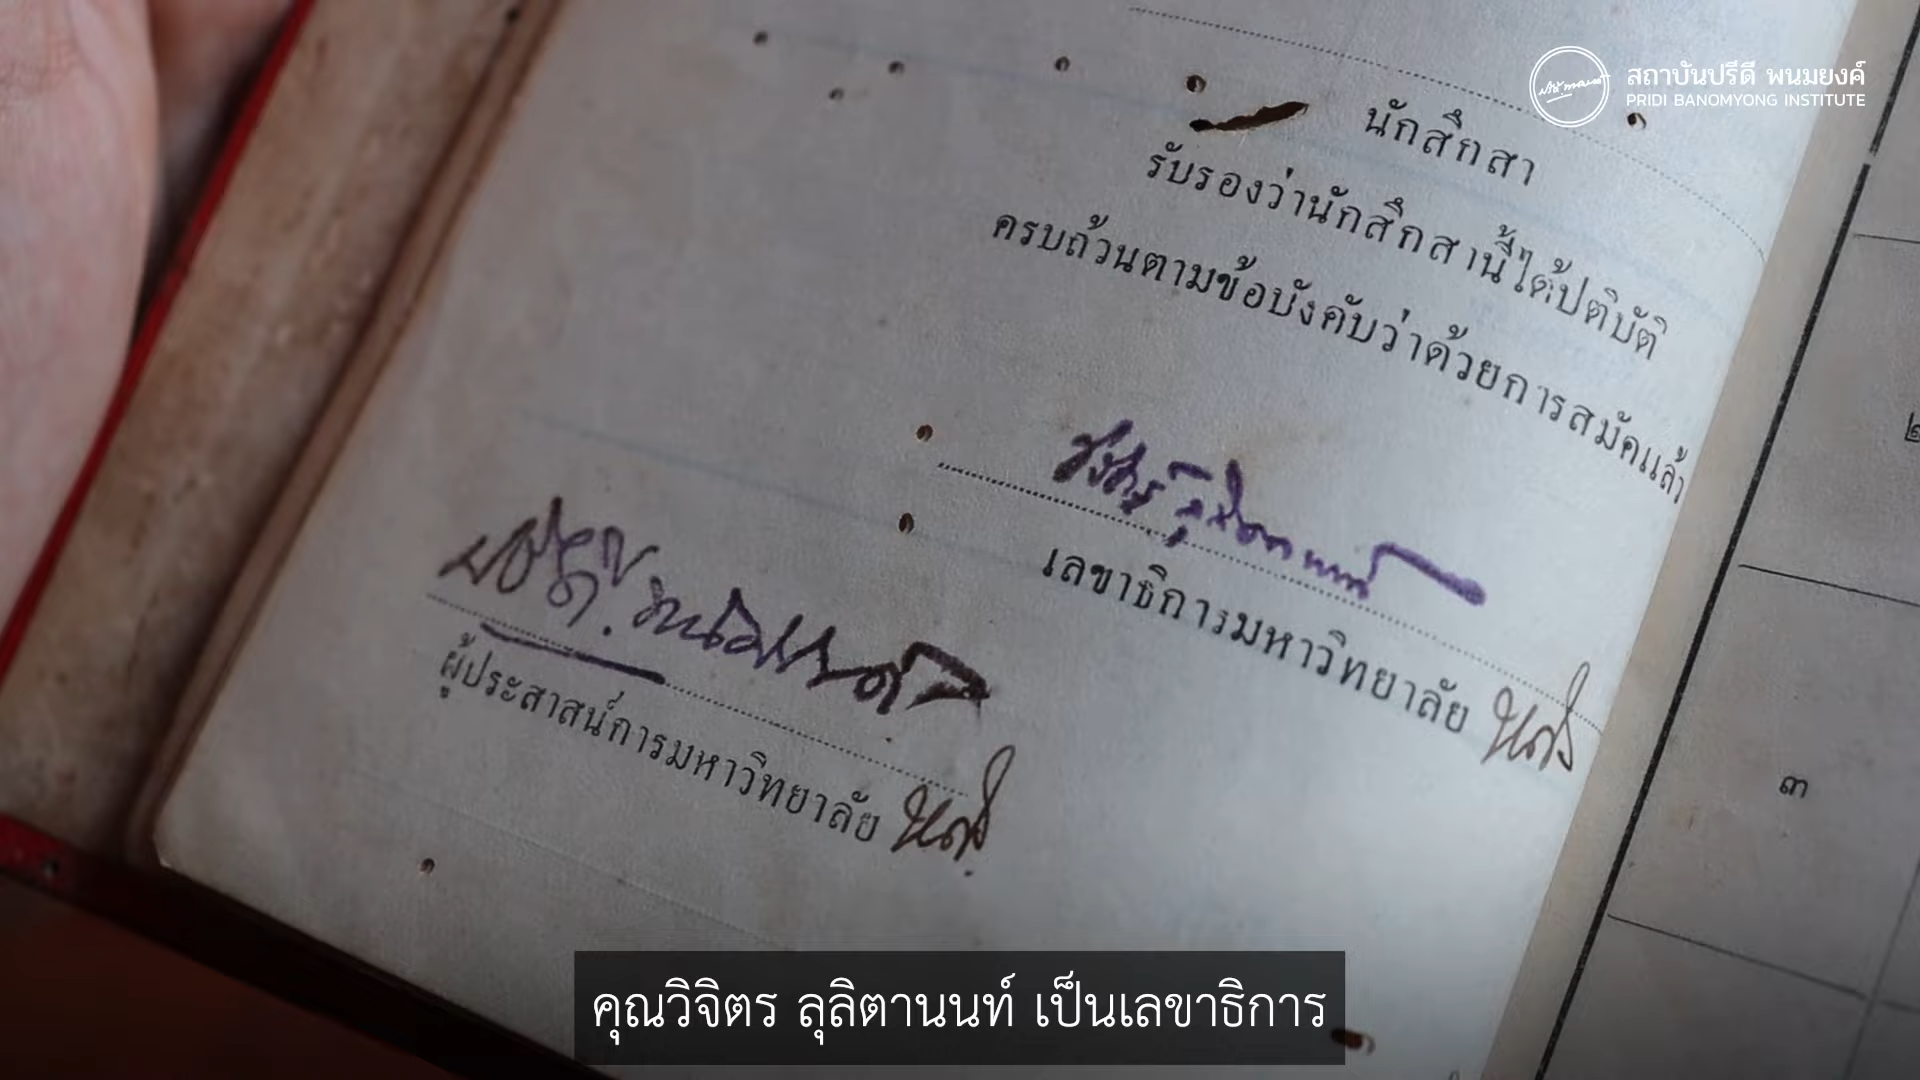 สถาบันปรีดี พนมยงค์
PRIDI BANOMYONG INSTITUTE
นักสึกสา
รับรองว่านักสึกสานี้ได้ปติบัติ
ครบถ้วนตามข้อบังคับว่าด้วยการสมัคแล้ว
เลขาธิการมหาวิทยาลัย
ผู้ประสาสน์การมหาวิทยาลัย
๓
คุณวิจิตร ลุลิตานนท์ เป็นเลขาธิการ